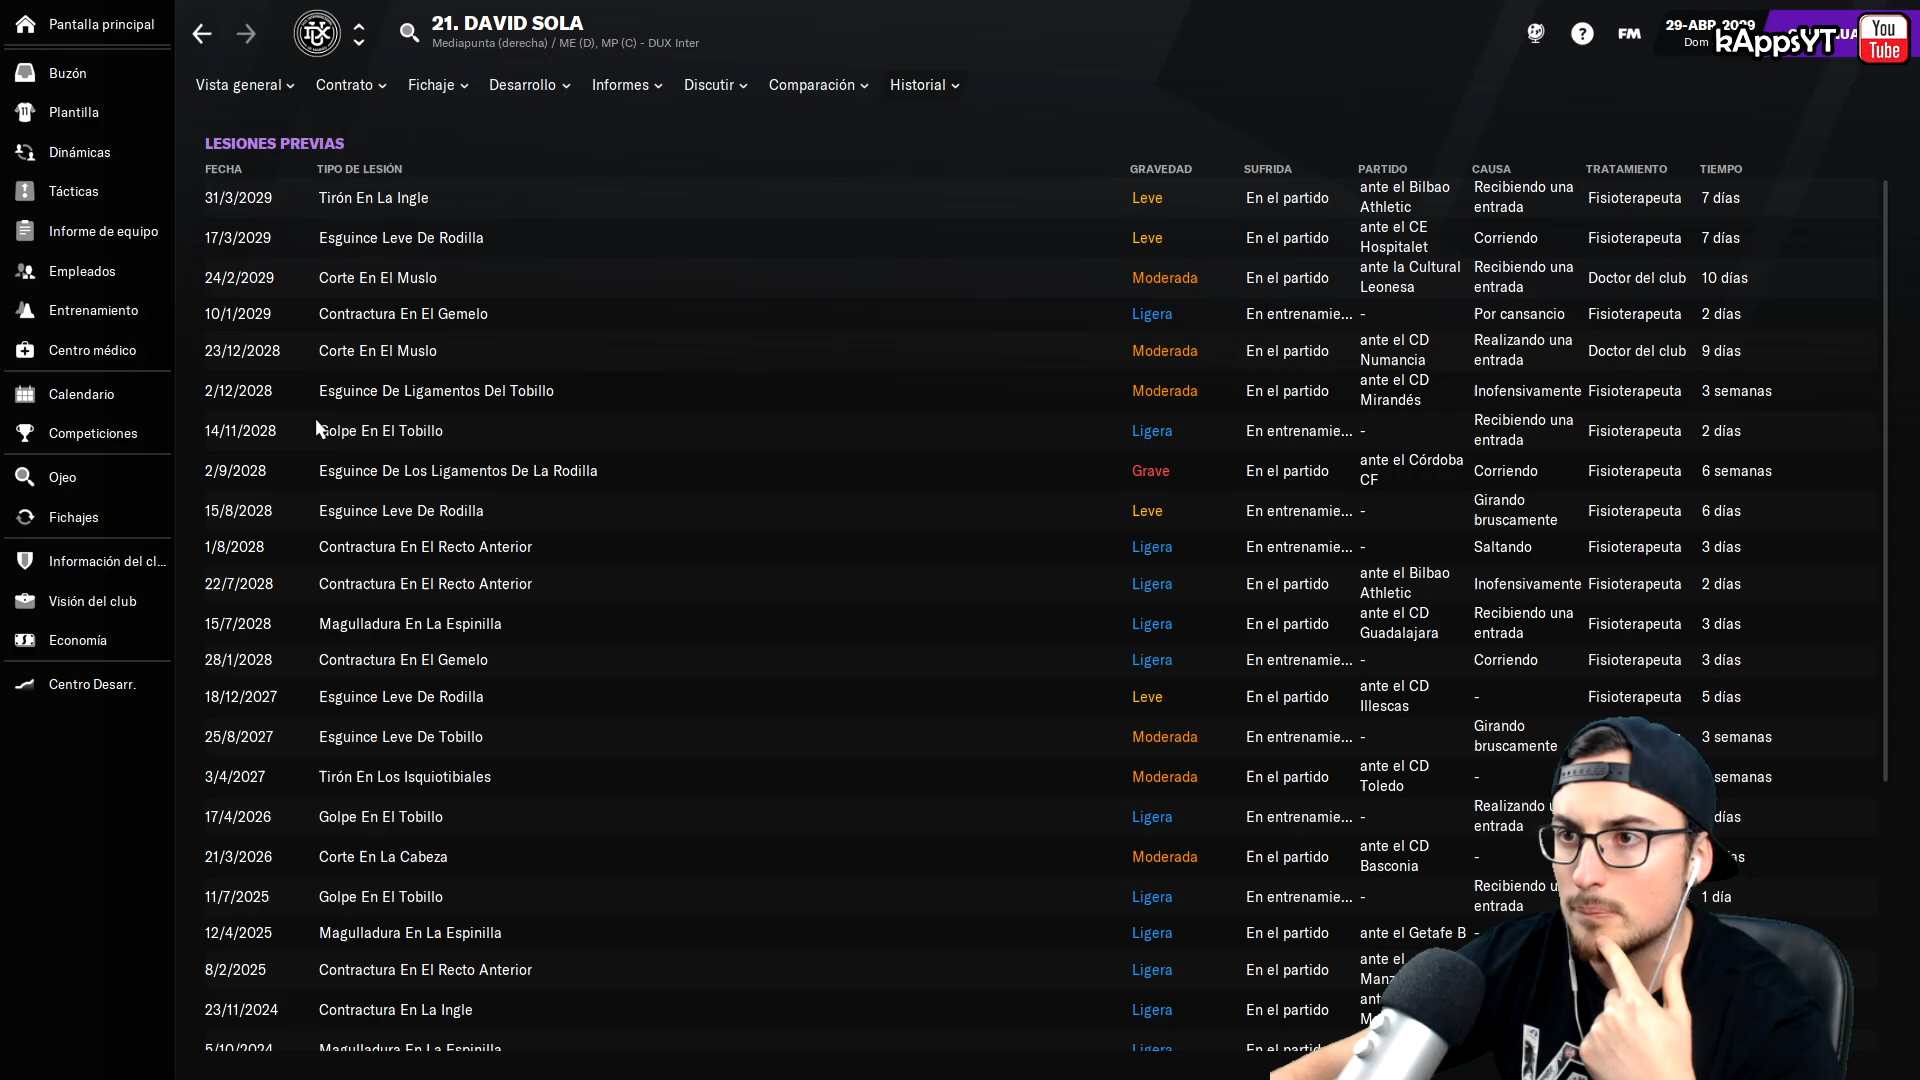 Pantalla principal
Buzón
Plantilla
Dinámicas
Tácticas
Informe de equipo
Empleados
Entrenamiento
Centro médico
Calendario
Competiciones
Ojeo
Fichajes
Información del cl...
Visión del club
Economía
Centro Desarr.
21. DAVID SOLA
Mediapunta (derecha) / ME (D), MP (C) - DUX Inter
FM
29-ABR 2029
Dom
kAppsYT
You
Tube
Vista general Contrato Fichaje Desarrollo Informes Discutir Comparación Historial
LESIONES PREVIAS
FECHA TIPO DE LESIÓN GRAVEDAD SUFRIDA PARTIDO CAUSA TRATAMIENTO TIEMPO
31/3/2029 Tirón En La Ingle Leve En el partido ante el Bilbao Athletic Recibiendo una entrada Fisioterapeuta 7 días
17/3/2029 Esguince Leve De Rodilla Leve En el partido ante el CE Hospitalet Corriendo Fisioterapeuta 7 días
24/2/2029 Corte En El Muslo Moderada En el partido ante la Cultural Leonesa Recibiendo una entrada Doctor del club 10 días
10/1/2029 Contractura En El Gemelo Ligera En entrenamie... - Por cansancio Fisioterapeuta 2 días
23/12/2028 Corte En El Muslo Moderada En el partido ante el CD Numancia Realizando una entrada Doctor del club 9 días
2/12/2028 Esguince De Ligamentos Del Tobillo Moderada En el partido ante el CD Mirandés Inofensivamente Fisioterapeuta 3 semanas
14/11/2028 Golpe En El Tobillo Ligera En entrenamie... - Recibiendo una entrada Fisioterapeuta 2 días
2/9/2028 Esguince De Los Ligamentos De La Rodilla Grave En el partido ante el Córdoba CF Corriendo Fisioterapeuta 6 semanas
15/8/2028 Esguince Leve De Rodilla Leve En entrenamie... - Girando bruscamente Fisioterapeuta 6 días
1/8/2028 Contractura En El Recto Anterior Ligera En entrenamie... - Saltando Fisioterapeuta 3 días
22/7/2028 Contractura En El Recto Anterior Ligera En el partido ante el Bilbao Athletic Inofensivamente Fisioterapeuta 2 días
15/7/2028 Magulladura En La Espinilla Ligera En el partido ante el CD Guadalajara Recibiendo una entrada Fisioterapeuta 3 días
28/1/2028 Contractura En El Gemelo Ligera En entrenamie... - Corriendo Fisioterapeuta 3 días
18/12/2027 Esguince Leve De Rodilla Leve En el partido ante el CD Illescas - Fisioterapeuta 5 días
25/8/2027 Esguince Leve De Tobillo Moderada En entrenamie... - Girando bruscamente 3 semanas
3/4/2027 Tirón En Los Isquiotibiales Moderada En el partido ante el CD Toledo - semanas
17/4/2026 Golpe En El Tobillo Ligera En entrenamie... - Realizando entrada días
21/3/2026 Corte En La Cabeza Moderada En el partido ante el CD Basconia -
11/7/2025 Golpe En El Tobillo Ligera En entrenamie... - Recibiendo entrada 1 día
12/4/2025 Magulladura En La Espinilla Ligera En el partido ante el Getafe B -
8/2/2025 Contractura En El Recto Anterior Ligera En el partido ante el
23/11/2024 Contractura En La Ingle Ligera En el partido
5/10/2024 Magulladura En La Espinilla Ligera En el partido